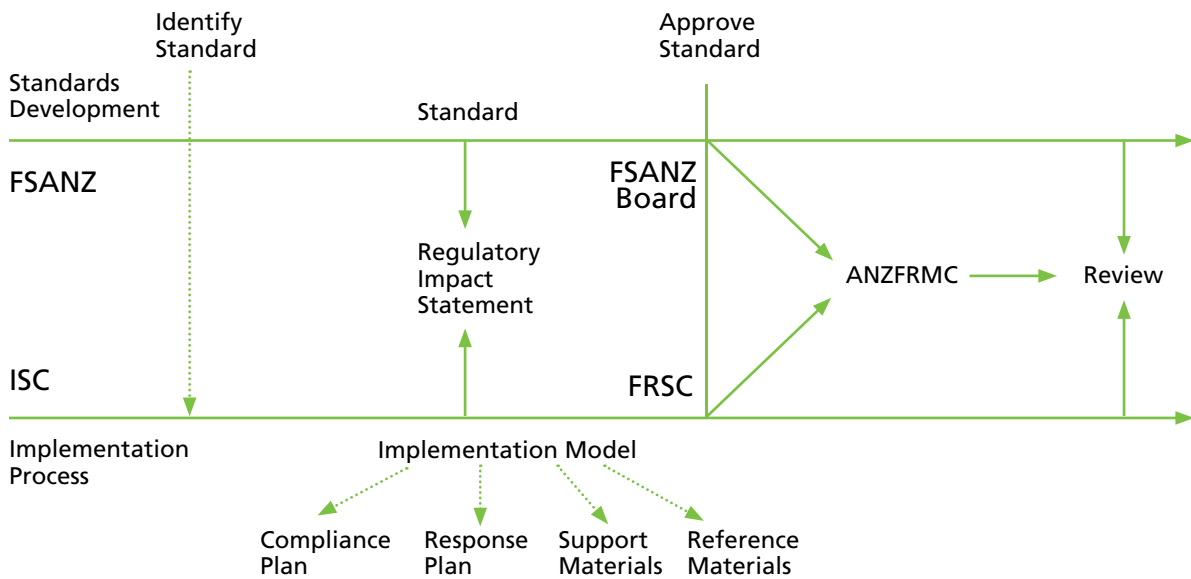 Identify
Standard
Approve
Standard
Standards
Development
Standard
FSANZ
FSANZ
Board
Regulatory
Impact
Statement
ANZFRMC
Review
ISC
FRSC
Implementation
Process
Implementation Model
Compliance
Plan
Response
Plan
Support
Materials
Reference
Materials